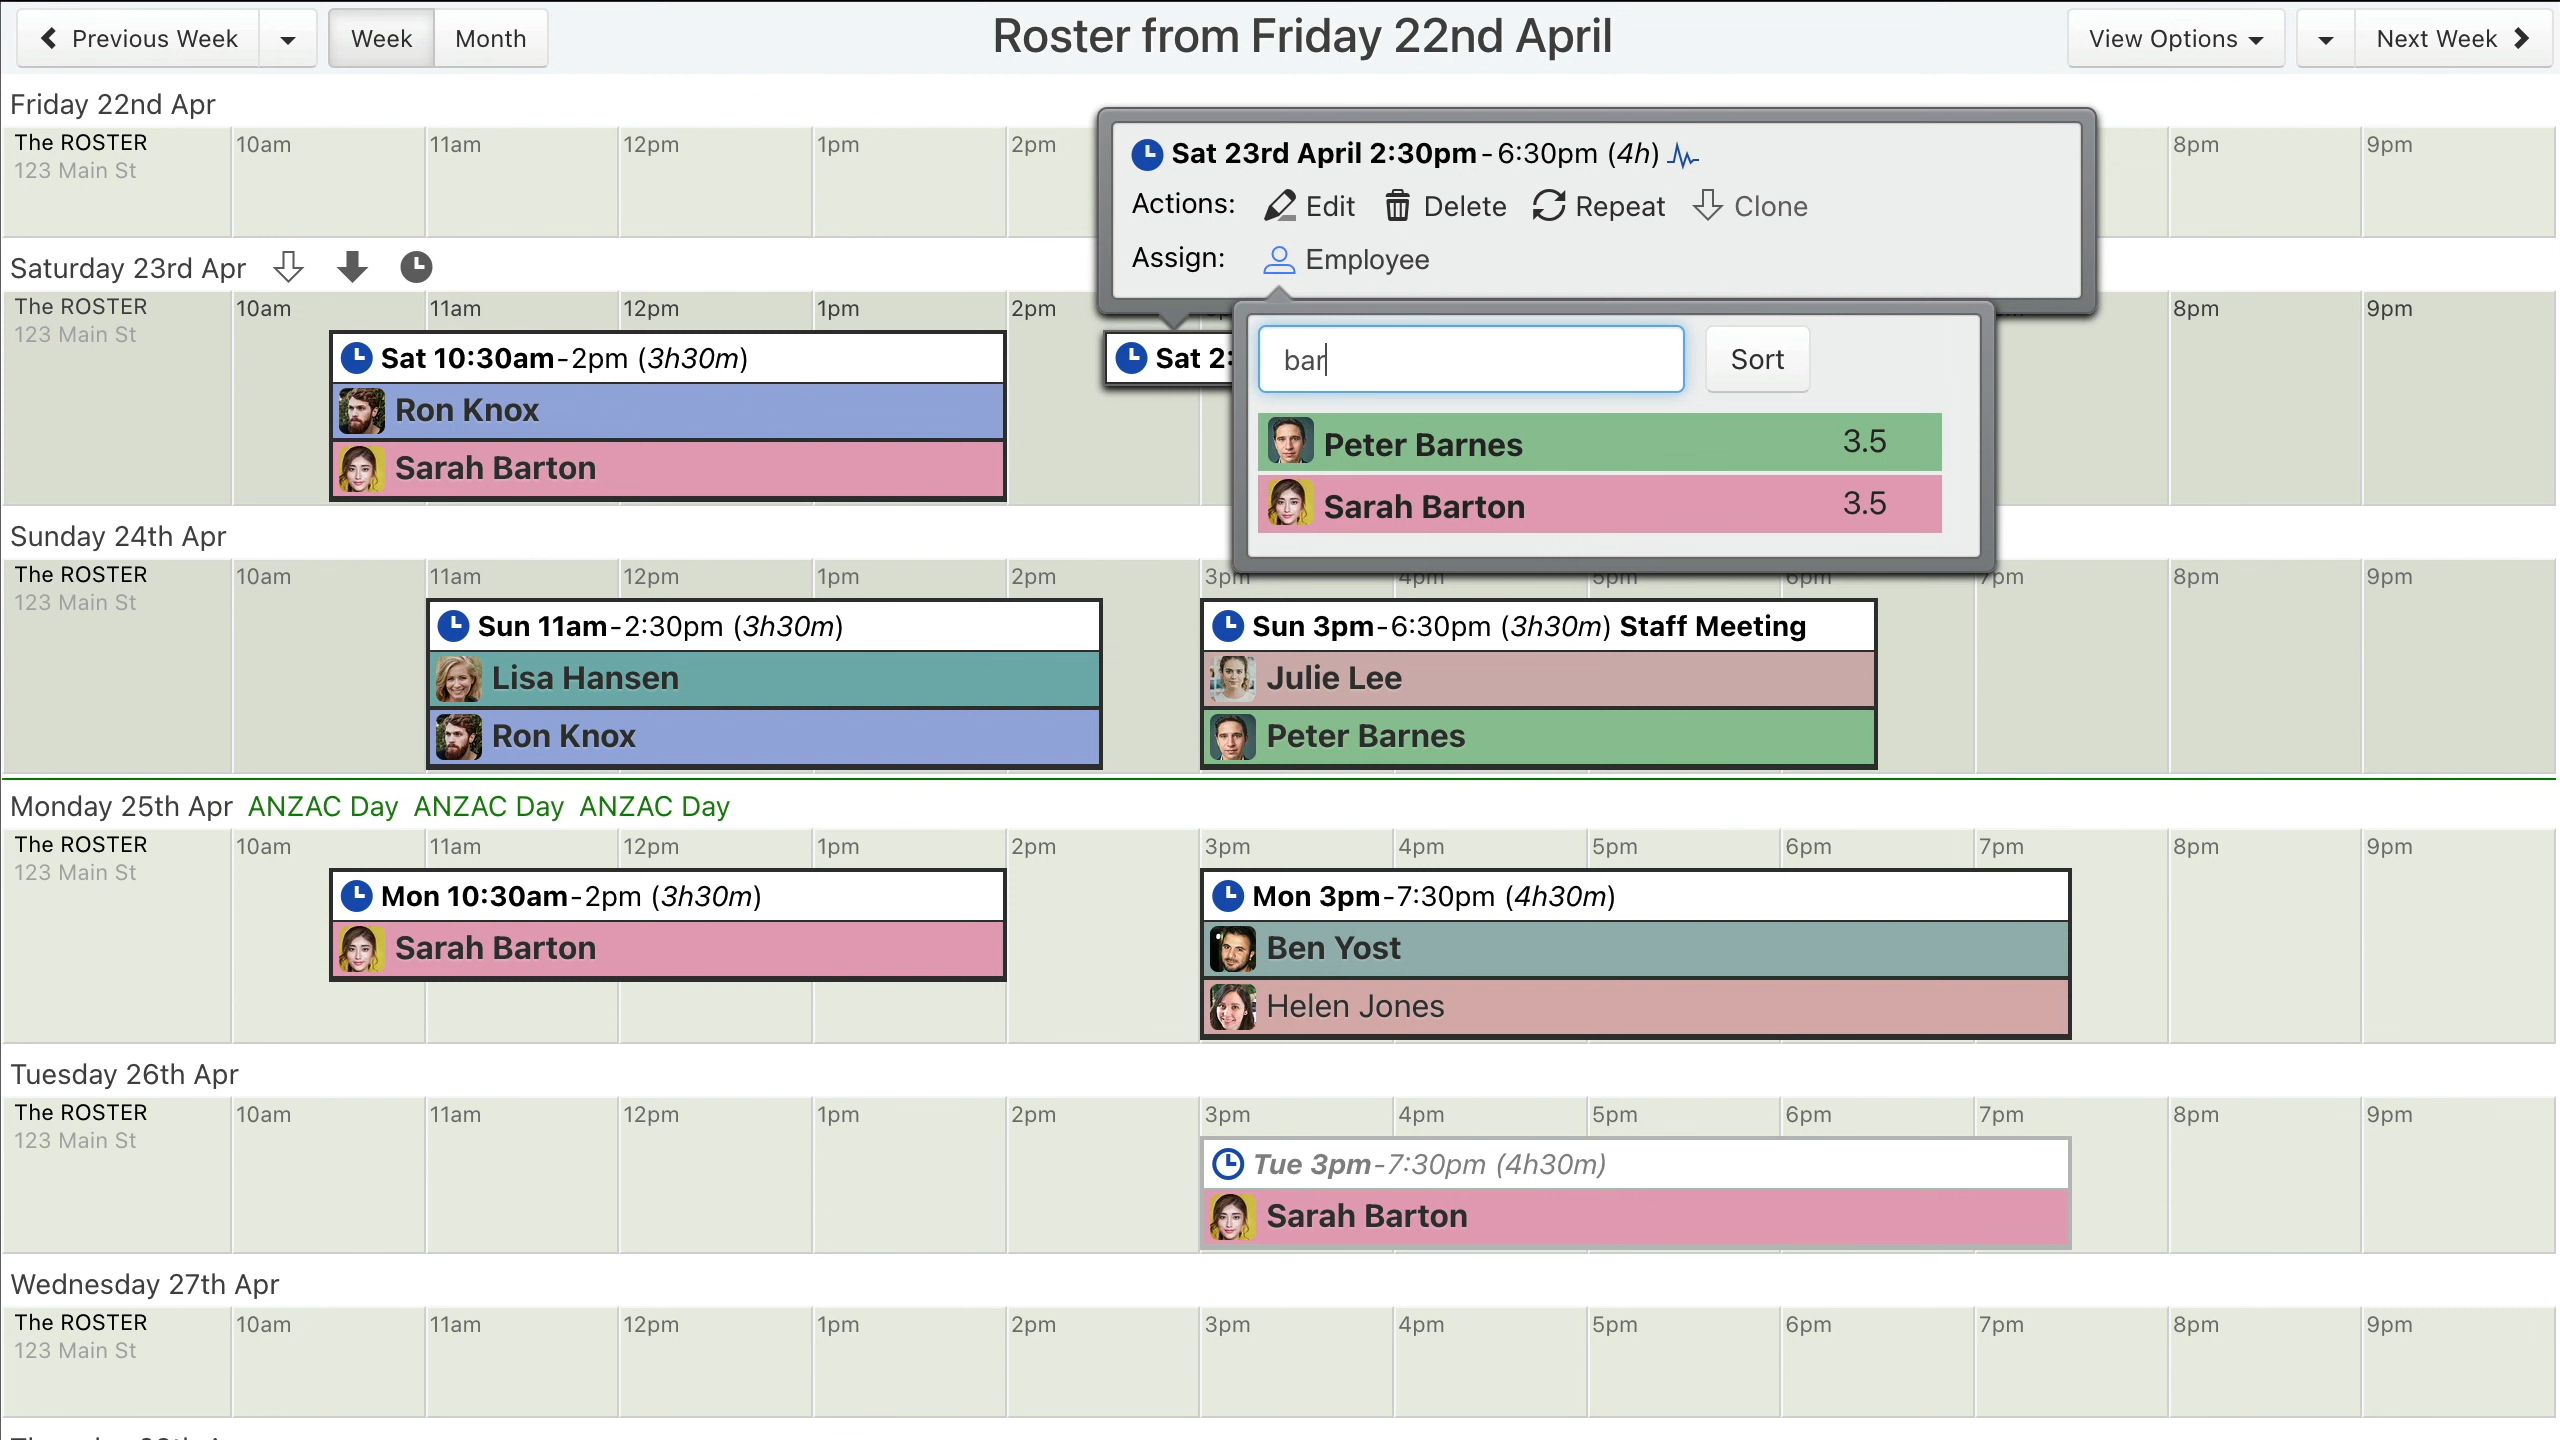 Previous Week
Week
Month
Roster from Friday 22nd April
View Options
Next Week
Friday 22nd Apr
The ROSTER
123 Main St
10am 11am 12pm 1pm 2pm 8pm 9pm
Sat 23rd April 2:30pm-6:30pm (4h)
Actions: Edit Delete Repeat Clone
Assign: Employee
Saturday 23rd Apr
The ROSTER
123 Main St
10am 11am 12pm 1pm 2pm 8pm 9pm
Sat 10:30am-2pm (3h30m)
Ron Knox
Sarah Barton
Sat 2:
bar
Sort
Peter Barnes 3.5
Sarah Barton 3.5
Sunday 24th Apr
The ROSTER
123 Main St
10am 11am 12pm 1pm 2pm 3pm 4pm 5pm 6pm 7pm 8pm 9pm
Sun 11am-2:30pm (3h30m)
Lisa Hansen
Ron Knox
Sun 3pm-6:30pm (3h30m) Staff Meeting
Julie Lee
Peter Barnes
Monday 25th Apr ANZAC Day ANZAC Day ANZAC Day
The ROSTER
123 Main St
10am 11am 12pm 1pm 2pm 3pm 4pm 5pm 6pm 7pm 8pm 9pm
Mon 10:30am-2pm (3h30m)
Sarah Barton
Mon 3pm-7:30pm (4h30m)
Ben Yost
Helen Jones
Tuesday 26th Apr
The ROSTER
123 Main St
10am 11am 12pm 1pm 2pm 3pm 4pm 5pm 6pm 7pm 8pm 9pm
Tue 3pm-7:30pm (4h30m)
Sarah Barton
Wednesday 27th Apr
The ROSTER
123 Main St
10am 11am 12pm 1pm 2pm 3pm 4pm 5pm 6pm 7pm 8pm 9pm